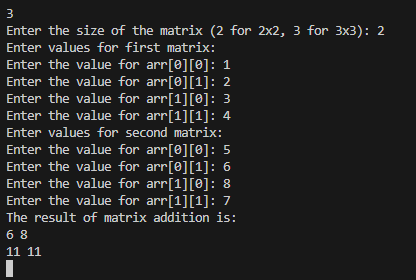 3
Enter the size of the matrix (2 for 2x2, 3 for 3x3): 2
Enter values for first matrix:
Enter the value for arr[0][0]: 1
Enter the value for arr[0][1]: 2
Enter the value for arr[1][0]: 3
Enter the value for arr[1][1]: 4
Enter values for second matrix:
Enter the value for arr[0][0]: 5
Enter the value for arr[0][1]: 6
Enter the value for arr[1][0]: 8
Enter the value for arr[1][1]: 7
The result of matrix addition is:
6 8
11 11